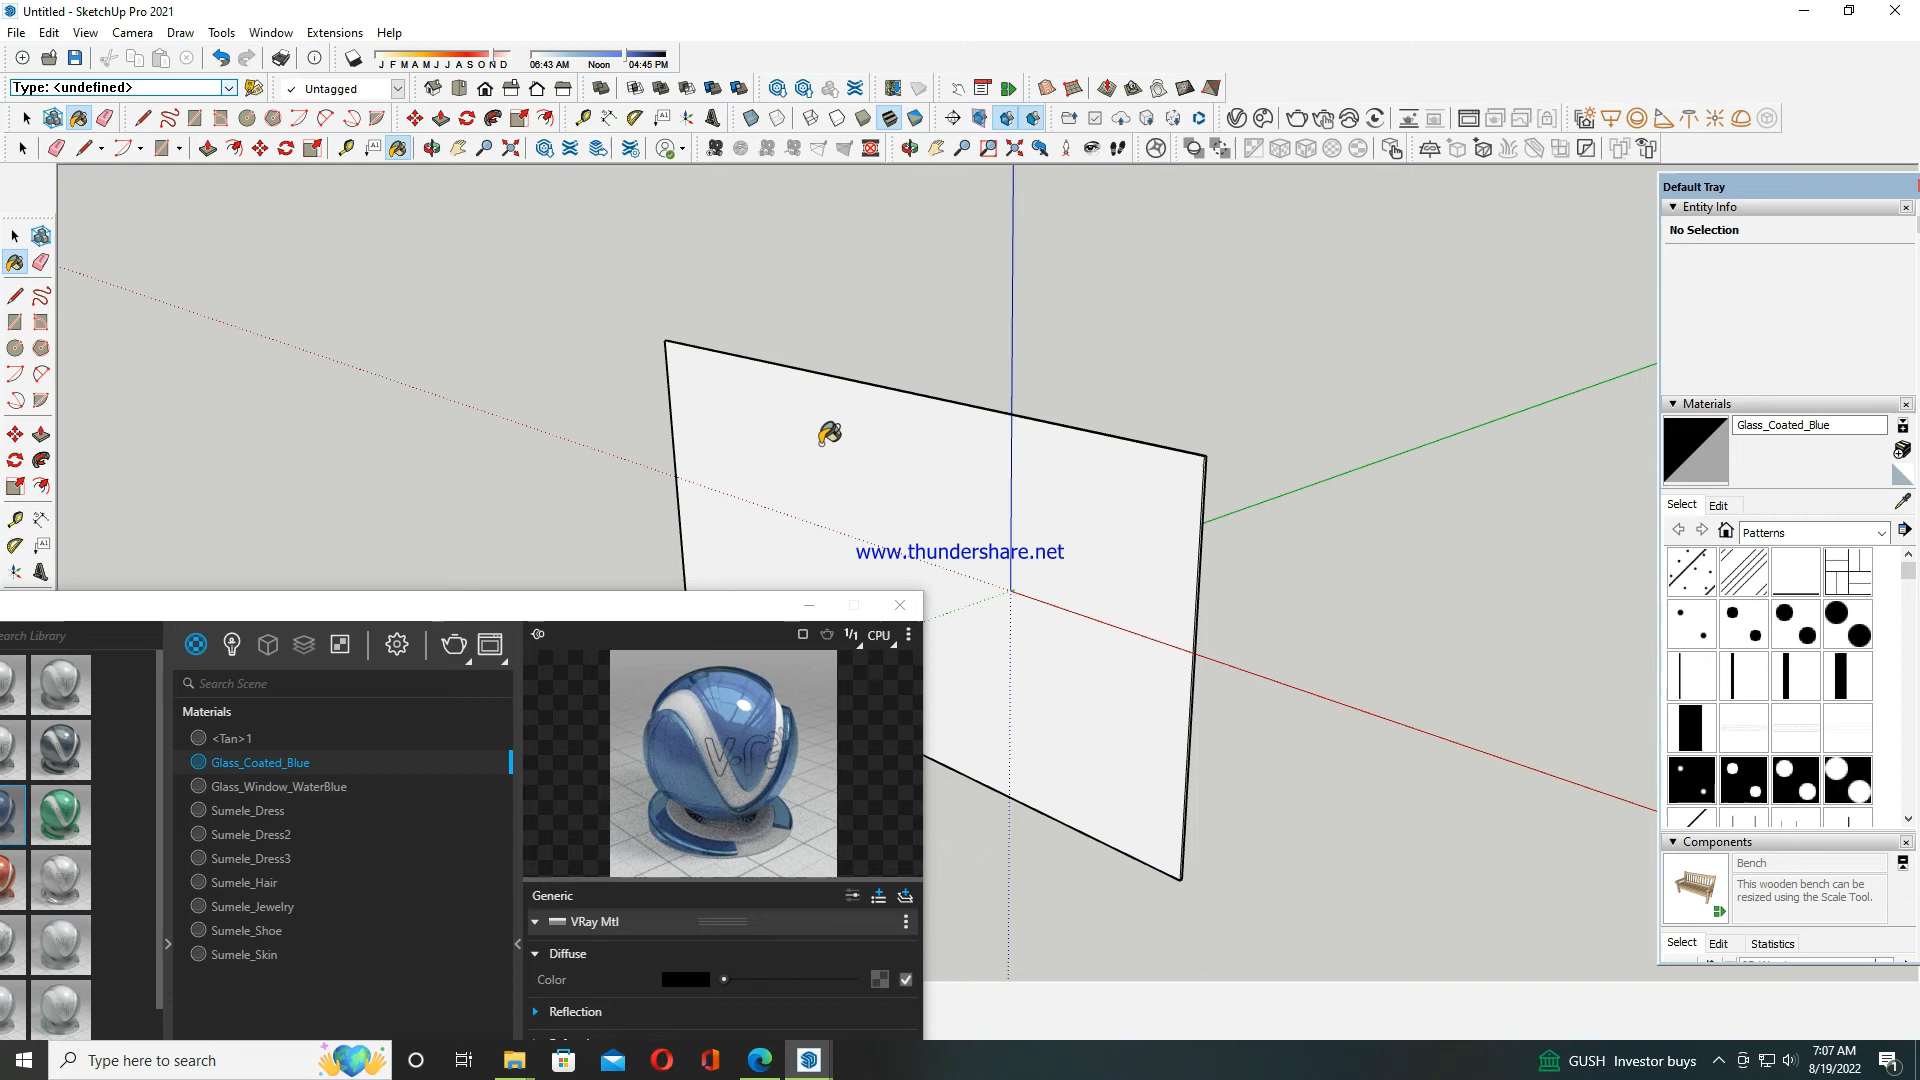 Untitled - SketchUp Pro 2021
File Edit View Camera Draw Tools Window Extensions Help
J F M A M J J A S O N D 06:43 AM Noon 04:45 PM
Type: <undefined> ✓ Untagged
Default Tray
Entity Info
No Selection
Materials
Glass_Coated_Blue
Select Edit
Patterns
www.thundershare.net
earch Library
Search Scene
Materials
<Tan>1
Glass_Coated_Blue
Glass_Window_WaterBlue
Sumele_Dress
Sumele_Dress2
Sumele_Dress3
Sumele_Hair
Sumele_Jewelry
Sumele_Shoe
Sumele_Skin
1/1 CPU
Generic
VRay Mtl
Diffuse
Color
Reflection
Components
Bench
This wooden bench can be
resized using the Scale Tool.
Select Edit Statistics
Type here to search
GUSH Investor buys
7:07 AM
8/19/2022
1